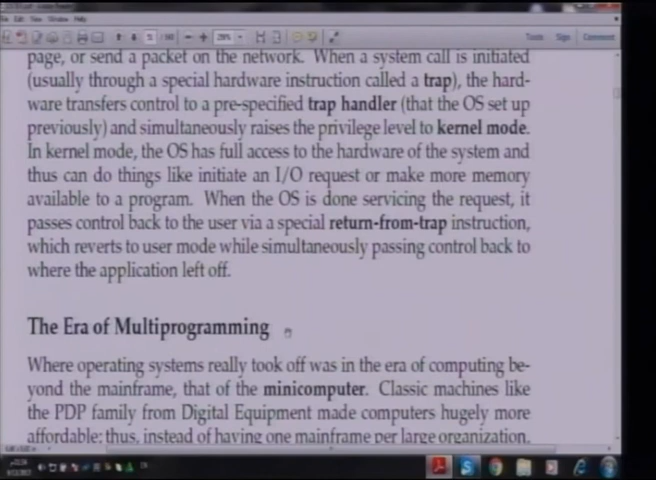 File Edit View Window Help
Tools Sign Comment
page, or send a packet on the network. When a system call is initiated
(usually through a special hardware instruction called a trap), the hard-
ware transfers control to a pre-specified trap handler (that the OS set up
previously) and simultaneously raises the privilege level to kernel mode.
In kernel mode, the OS has full access to the hardware of the system and
thus can do things like initiate an I/O request or make more memory
available to a program. When the OS is done servicing the request, it
passes control back to the user via a special return-from-trap instruction,
which reverts to user mode while simultaneously passing control back to
where the application left off.
The Era of Multiprogramming
Where operating systems really took off was in the era of computing be-
yond the mainframe, that of the minicomputer. Classic machines like
the PDP family from Digital Equipment made computers hugely more
affordable; thus, instead of having one mainframe per large organization,